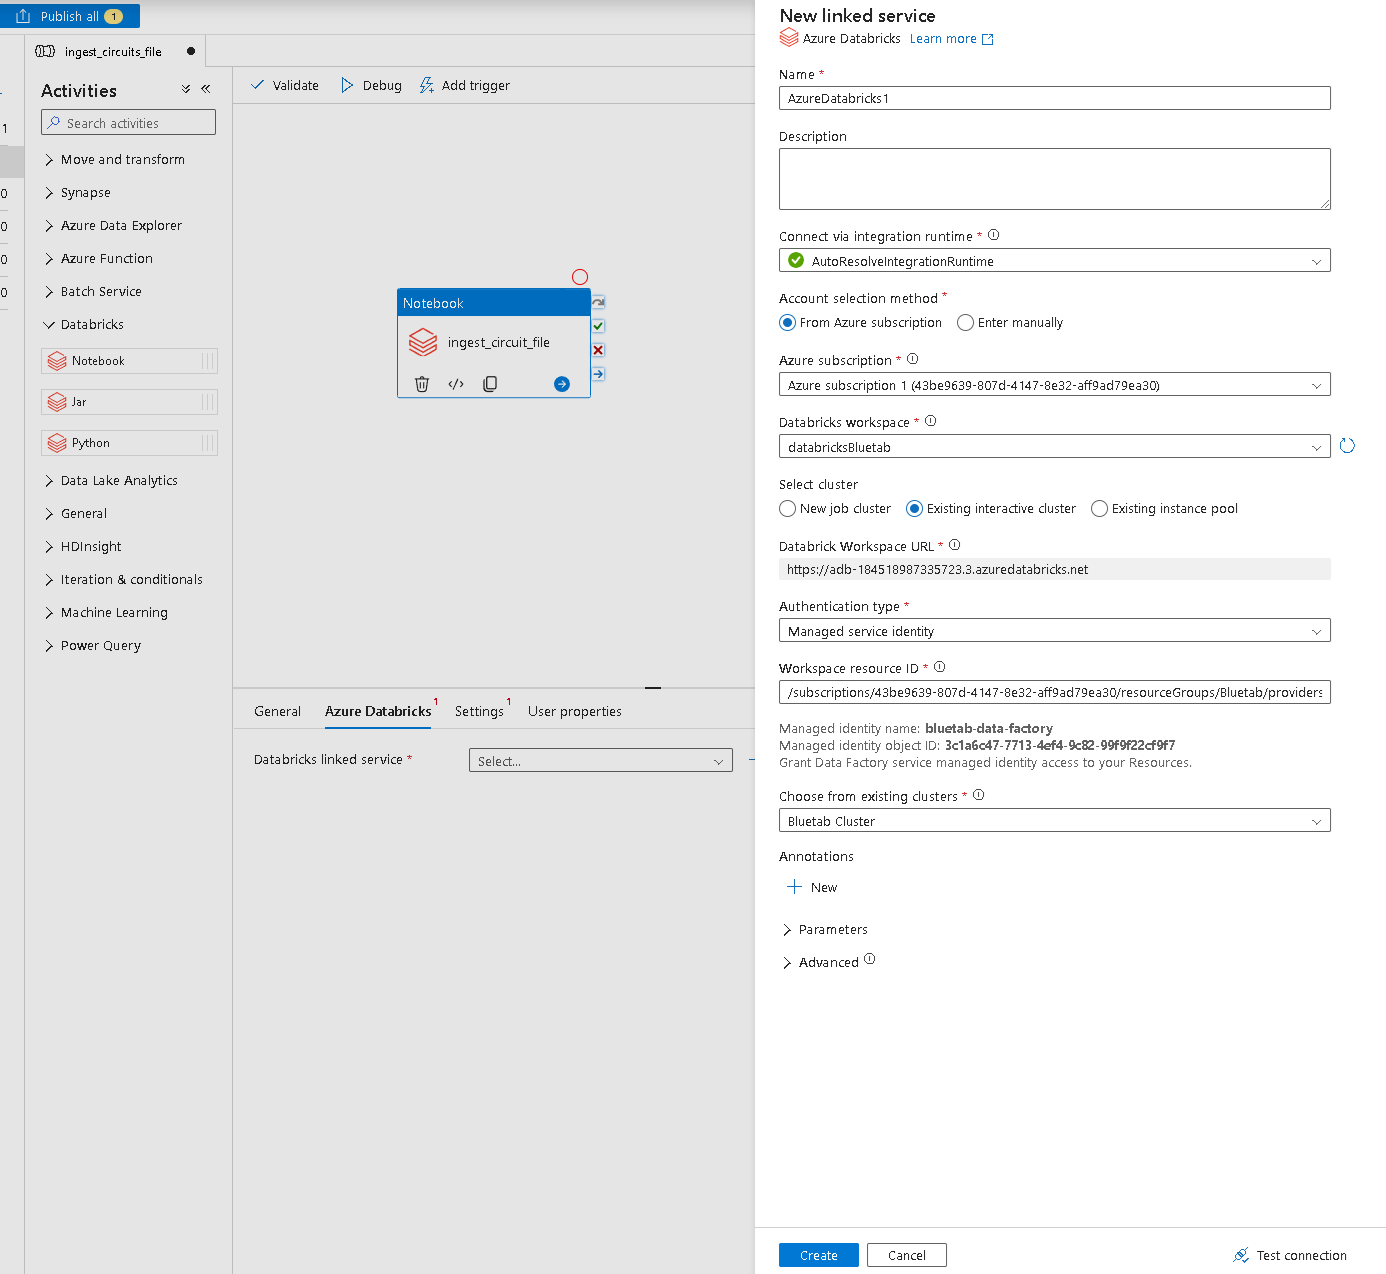 Publish all 1
ingest_circuits_file
Activities
Search activities
1
Move and transform
0
Synapse
0
Azure Data Explorer
0
Azure Function
0
Batch Service
Databricks
Notebook
Jar
Python
Data Lake Analytics
General
HDInsight
Iteration & conditionals
Machine Learning
Power Query
Validate Debug Add trigger
Notebook
ingest_circuit_file
General Azure Databricks 1 Settings 1 User properties
Databricks linked service * Select...
New linked service
Azure Databricks Learn more
Name *
AzureDatabricks1
Description
Connect via integration runtime *
AutoResolveIntegrationRuntime
Account selection method *
From Azure subscription Enter manually
Azure subscription *
Azure subscription 1 (43be9639-807d-4147-8e32-aff9ad79ea30)
Databricks workspace *
databricksBluetab
Select cluster
New job cluster Existing interactive cluster Existing instance pool
Databrick Workspace URL *
https://adb-184518987335723.3.azuredatabricks.net
Authentication type *
Managed service identity
Workspace resource ID *
/subscriptions/43be9639-807d-4147-8e32-aff9ad79ea30/resourceGroups/Bluetab/providers
Managed identity name: bluetab-data-factory
Managed identity object ID: 3c1a6c47-7713-4ef4-9c82-99f9f22cf9f7
Grant Data Factory service managed identity access to your Resources.
Choose from existing clusters *
Bluetab Cluster
Annotations
New
Parameters
Advanced
Create Cancel Test connection